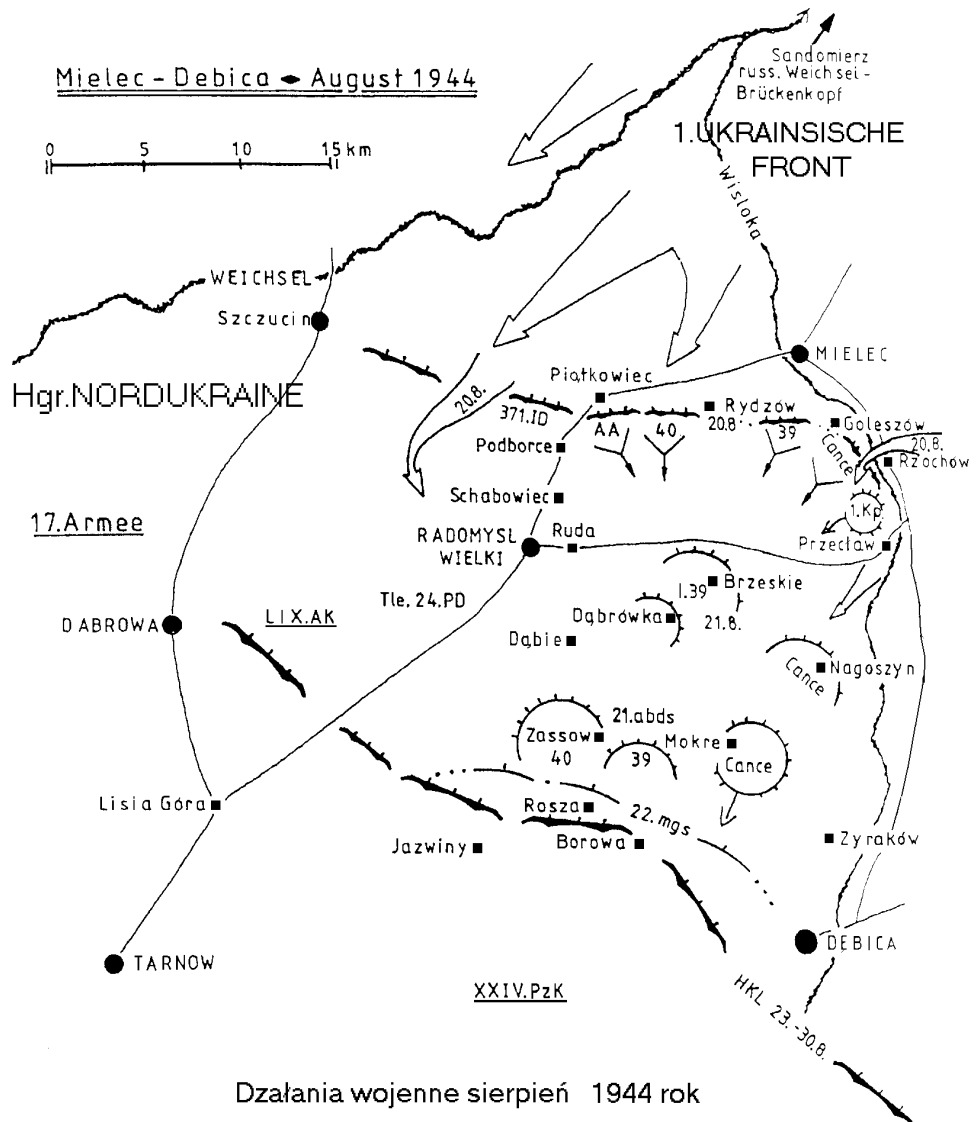 Mielec - Debica August 1944
0 5 10 15 km
Sandomierz
russ. Weichsel-
Brückenkopf
1.UKRAINSISCHE
FRONT
Wisloka
WEICHSEL
Szczucin
MIELEC
Hgr.NORDUKRAINE
20.8.
371.ID
Piątkowiec
AA
40
Rydzów
20.8
39
Goleszów
Cance
20.8.
Rzochów
Podborce
Schabowiec
1.Kp
17.Armee
RADOMYSL
WIELKI
Ruda
Przecław
Tle. 24.PD
I.39
Brzeskie
21.8.
Dąbrówka
Dąbie
LIX.AK
DABROWA
Cance
Nagoszyn
21.abds
Zassow
40
39
Mokre
Cance
Lisia Góra
Rosza
22.mgs
Jazwiny
Borowa
Zyraków
TARNOW
DEBICA
XXIV.PzK
HKL 23.-30.8.
Dzałania wojenne sierpień 1944 rok